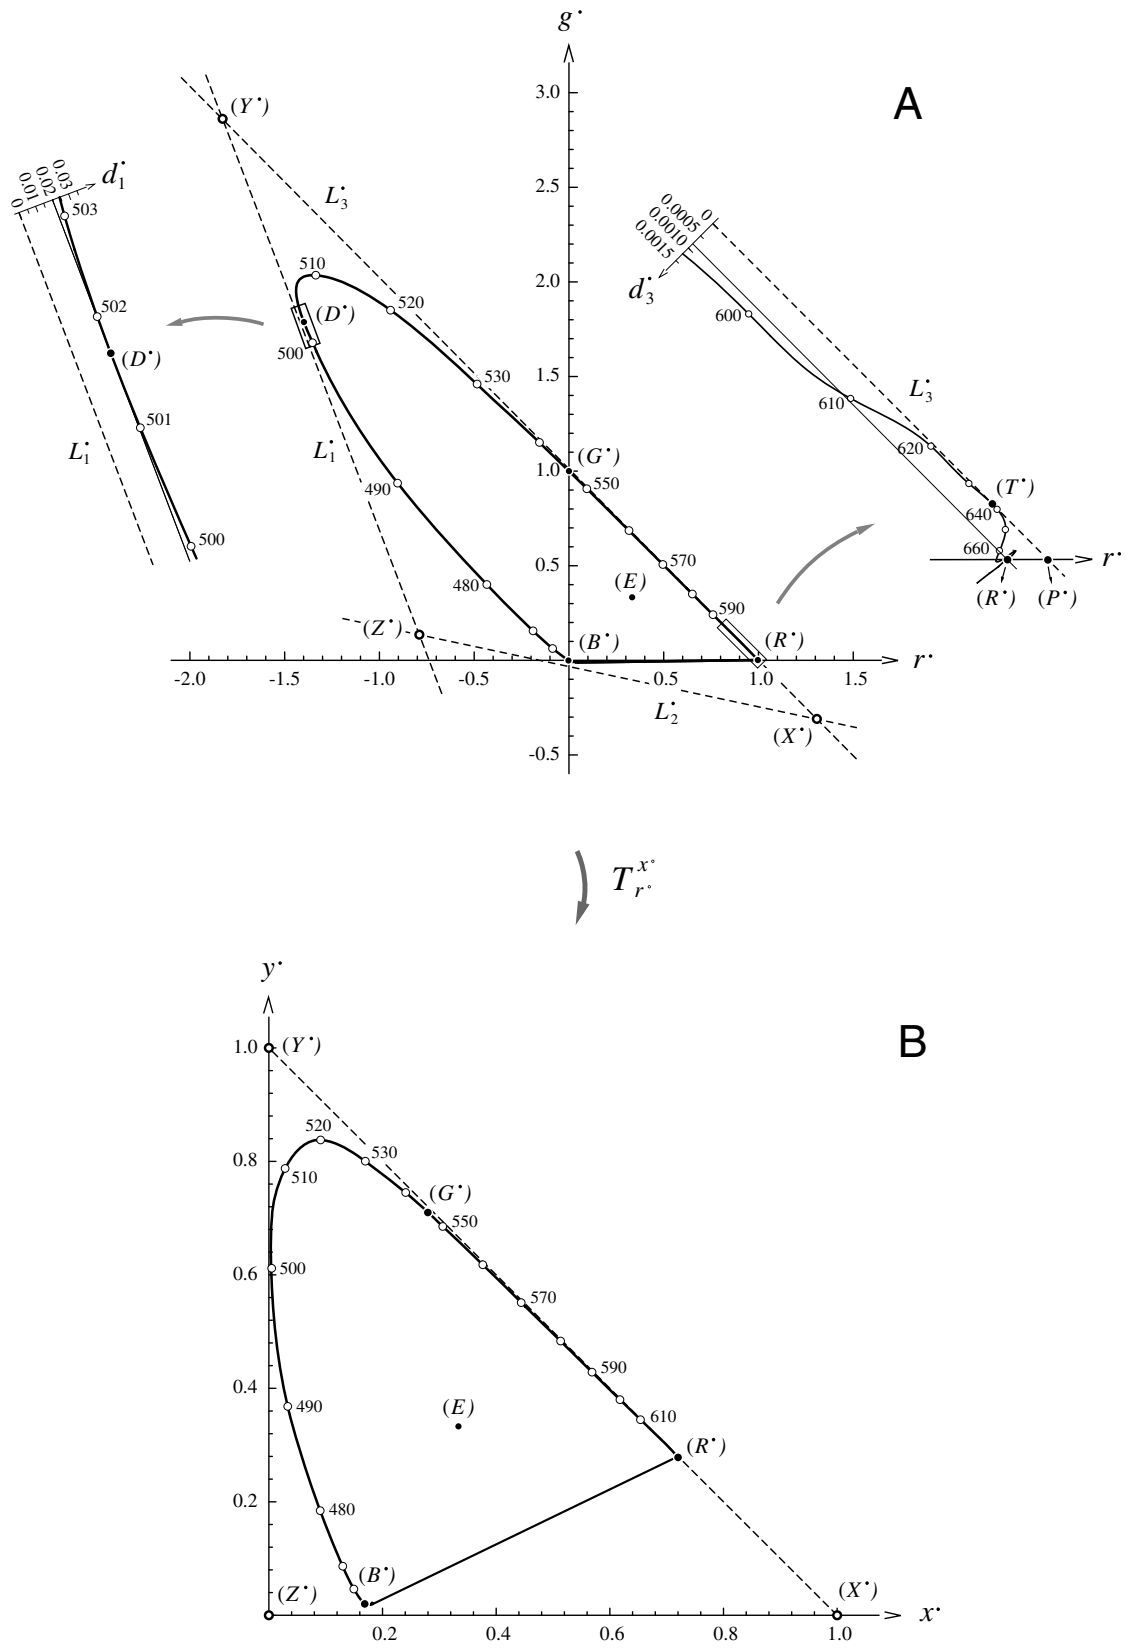 g•
A
3.0
(Y•)
2.5
L•3
0 0.01 0.02 0.03
d•1
503
0 0.0005 0.0010 0.0015
d•3
2.0
510
520
(D•)
600
502
(D•)
500
1.5
530
L•3
610
501
L•1
L•1
620
(G•)
1.0
550
490
(T•)
640
500
0.5
570
660
r•
480
(E)
590
(R•)
(P•)
(Z•)
(B•)
(R•)
r•
-2.0 -1.5 -1.0 -0.5 0.5 1.0 1.5
L•2
(X•)
-0.5
T x° r°
y•
B
1.0
(Y•)
520
530
0.8
510
(G•)
550
0.6
500
570
590
0.4
490
(E)
610
(R•)
0.2
480
(B•)
(Z•)
(X•)
x•
0.2 0.4 0.6 0.8 1.0